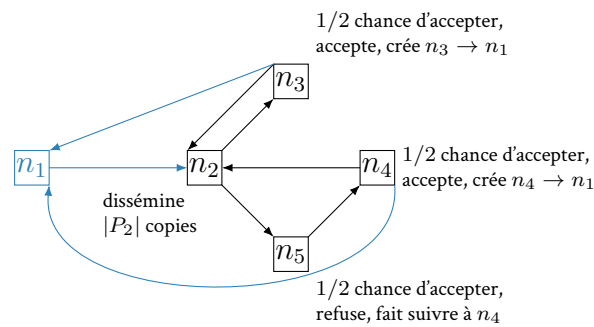 1/2 chance d'accepter,
accepte, crée n₃ → n₁
n₃
n₁
n₂
n₄
1/2 chance d'accepter,
accepte, crée n₄ → n₁
dissémine
|P₂| copies
n₅
1/2 chance d'accepter,
refuse, fait suivre à n₄